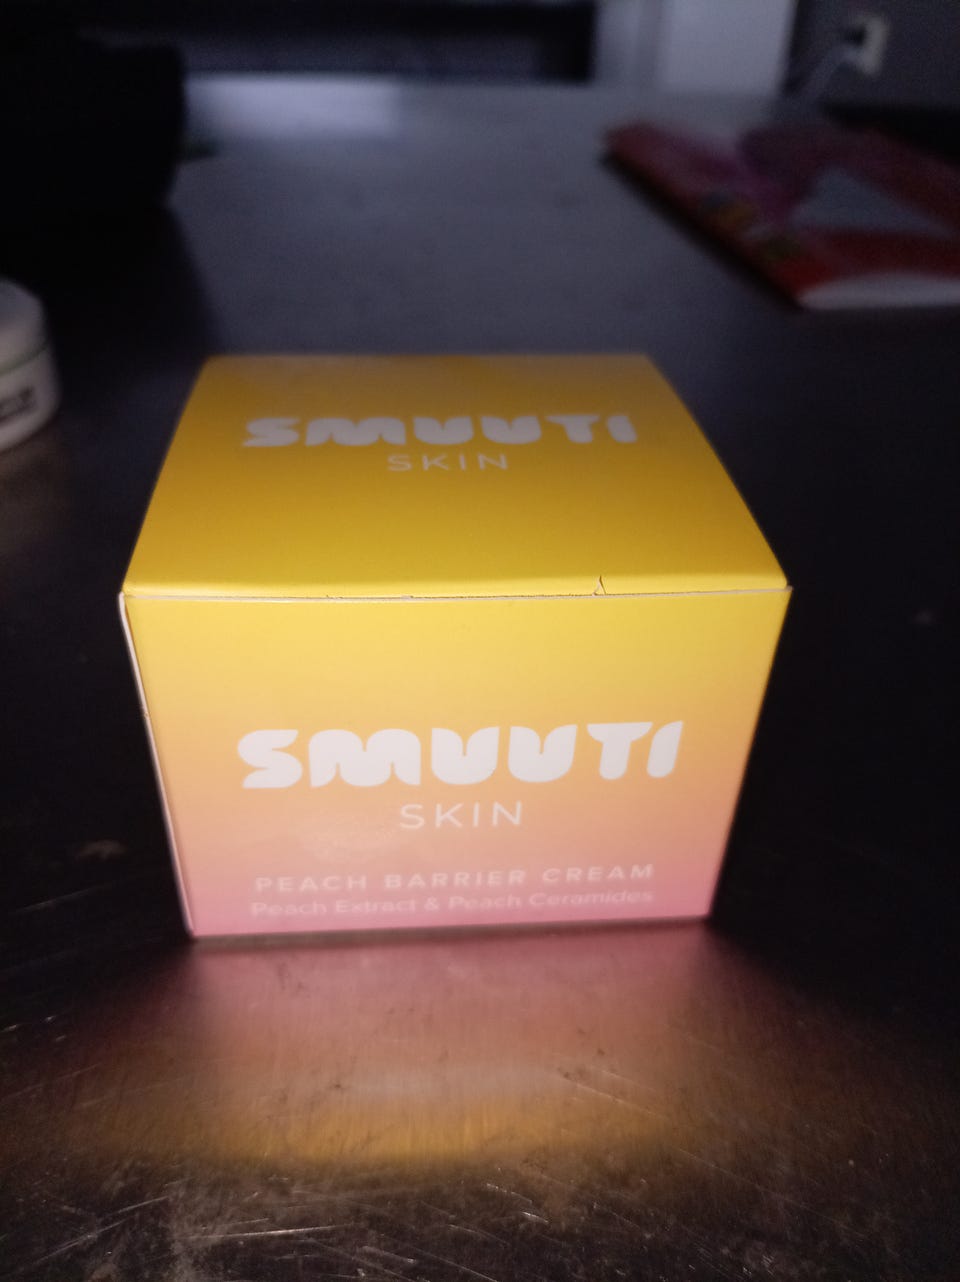 SMUUTI
SKIN
SMUUTI
SKIN
PEACH BARRIER CREAM
Peach Extract & Peach Ceramides